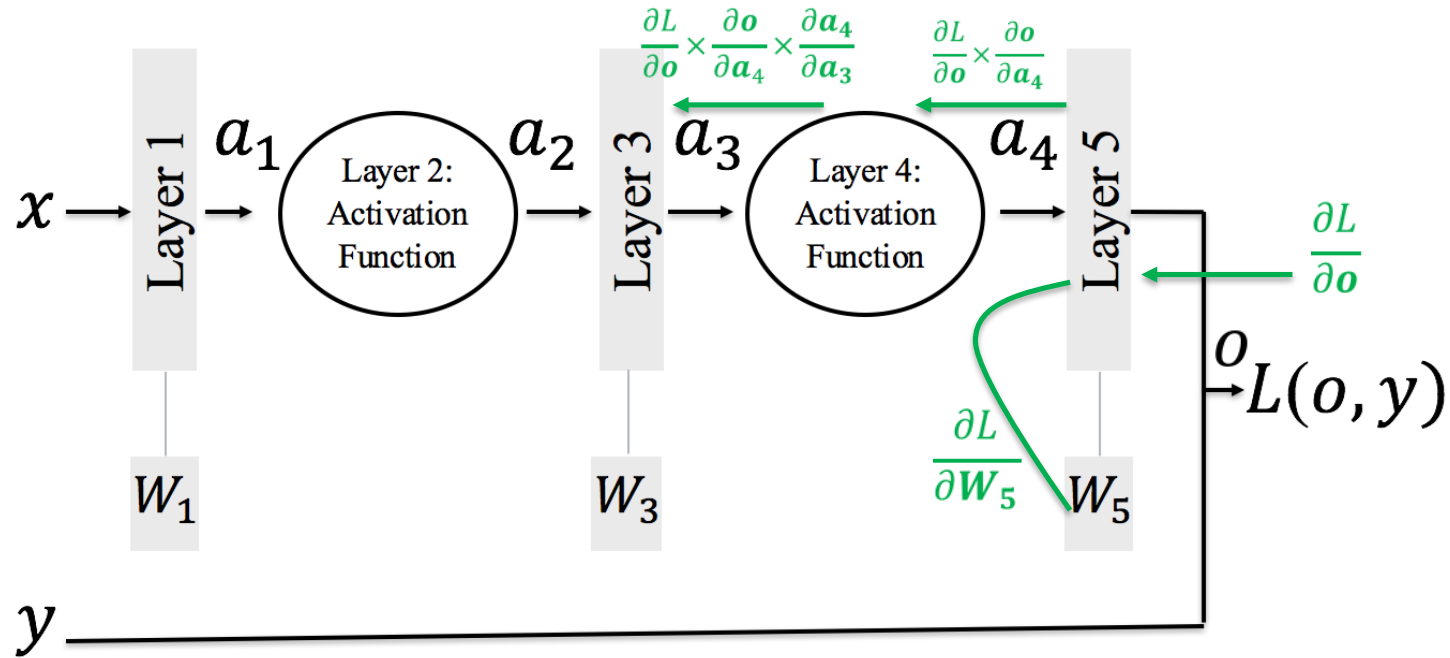 ∂L/∂o × ∂o/∂a₄ × ∂a₄/∂a₃
∂L/∂o × ∂o/∂a₄
x
Layer 1
a₁
Layer 2:
Activation
Function
a₂
Layer 3
a₃
Layer 4:
Activation
Function
a₄
Layer 5
∂L/∂o
o
L(o, y)
∂L/∂W₅
W₁
W₃
W₅
y